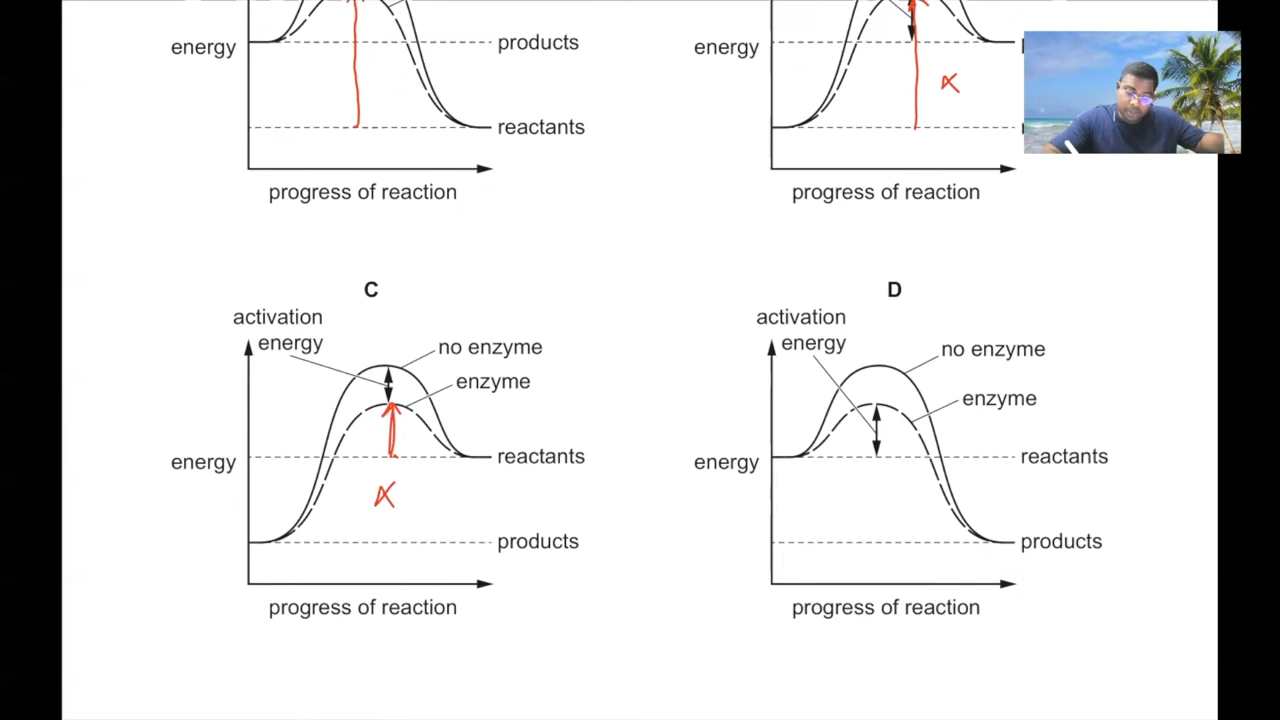 energy
products
reactants
progress of reaction
energy
progress of reaction
C
activation
energy
no enzyme
enzyme
energy
reactants
products
progress of reaction
D
activation
energy
no enzyme
enzyme
energy
reactants
products
progress of reaction